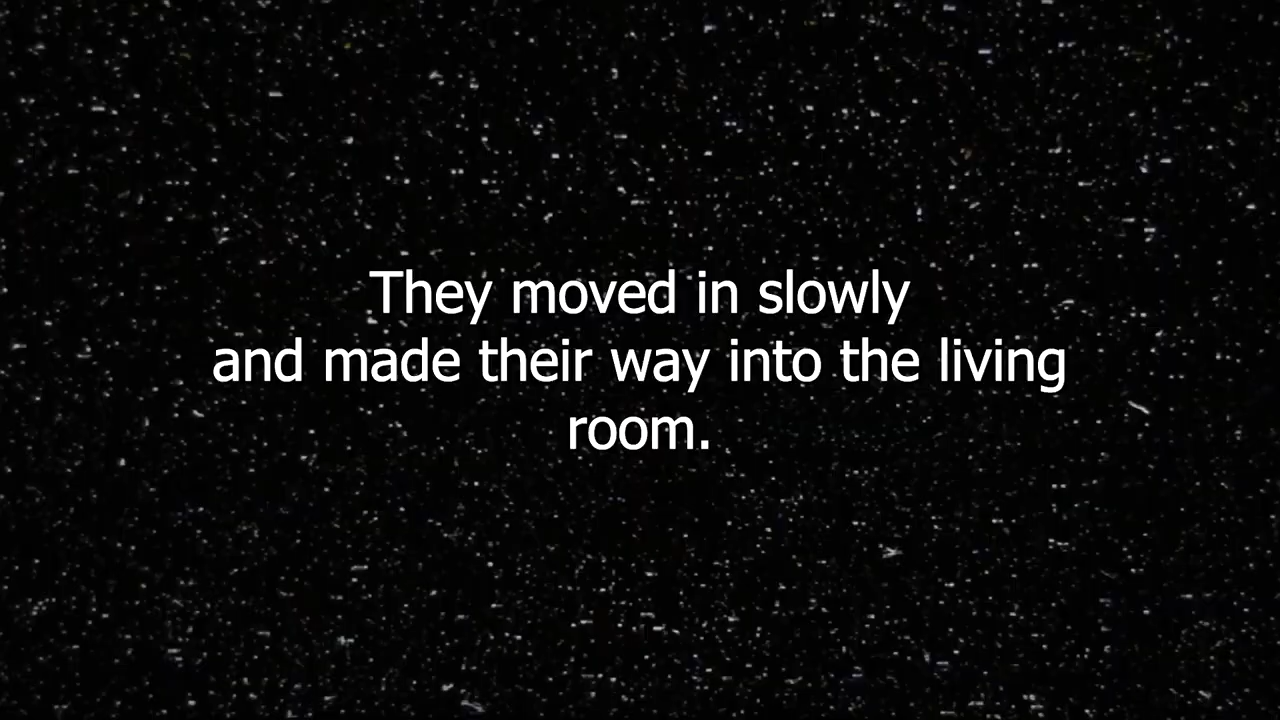 They moved in slowly
and made their way into the living
room.